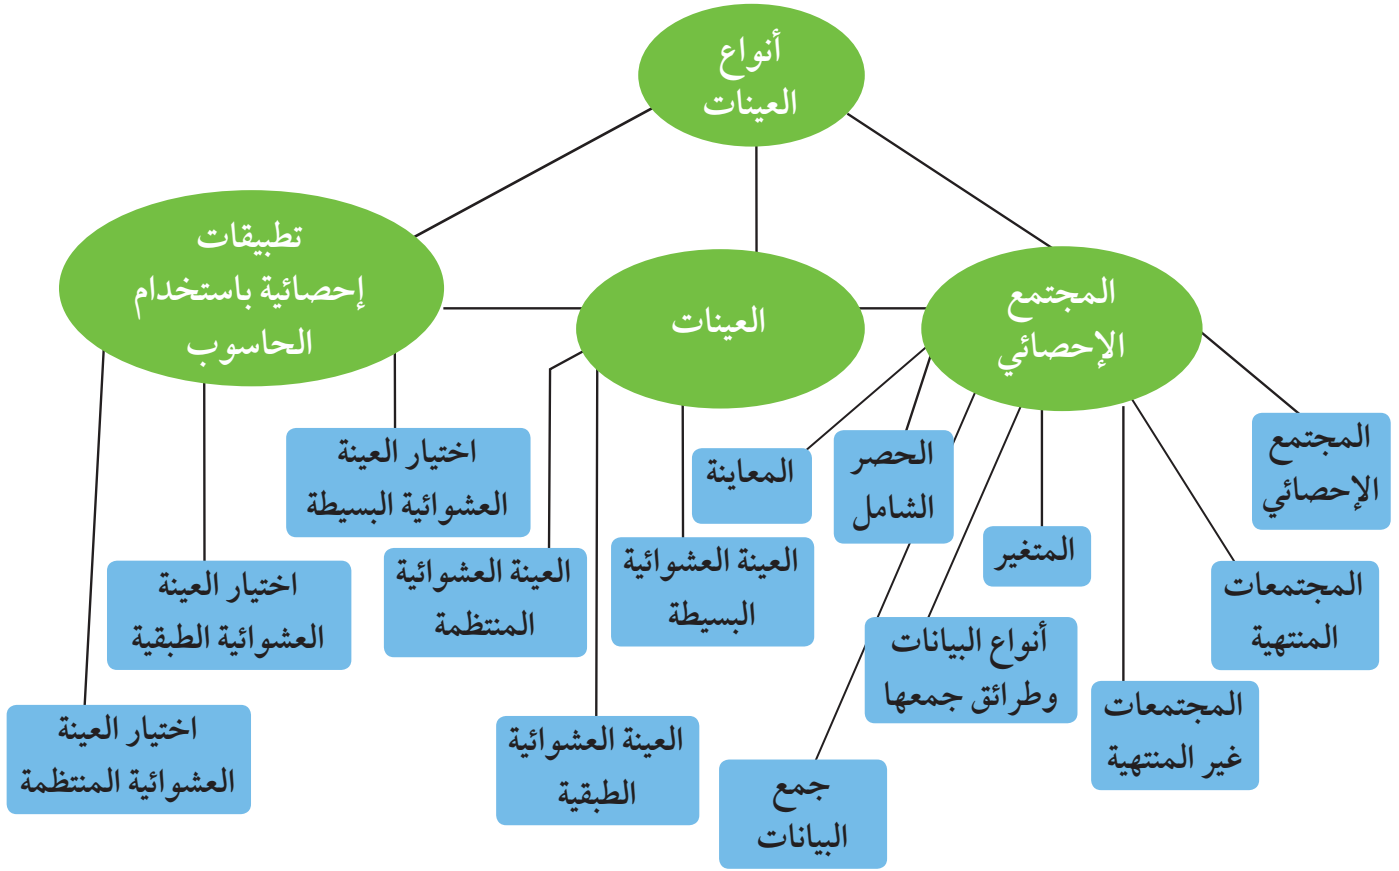 أنواع
العينات
المجتمع
الإحصائي
العينات
تطبيقات
إحصائية باستخدام
الحاسوب
المجتمع
الإحصائي
المجتمعات
المنتهية
المجتمعات
غير المنتهية
المتغير
أنواع البيانات
وطرائق جمعها
جمع
البيانات
الحصر
الشامل
المعاينة
العينة العشوائية
البسيطة
العينة العشوائية
الطبقية
العينة العشوائية
المنتظمة
اختيار العينة
العشوائية البسيطة
اختيار العينة
العشوائية الطبقية
اختيار العينة
العشوائية المنتظمة